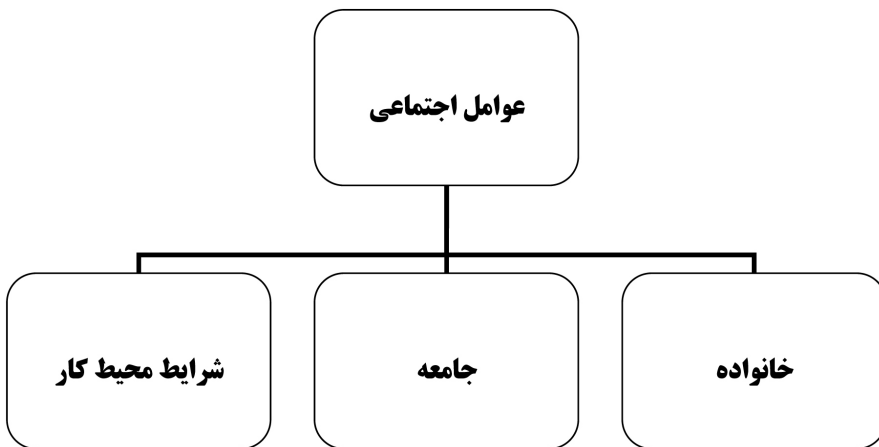 عوامل اجتماعی
خانواده
جامعه
شرایط محیط کار